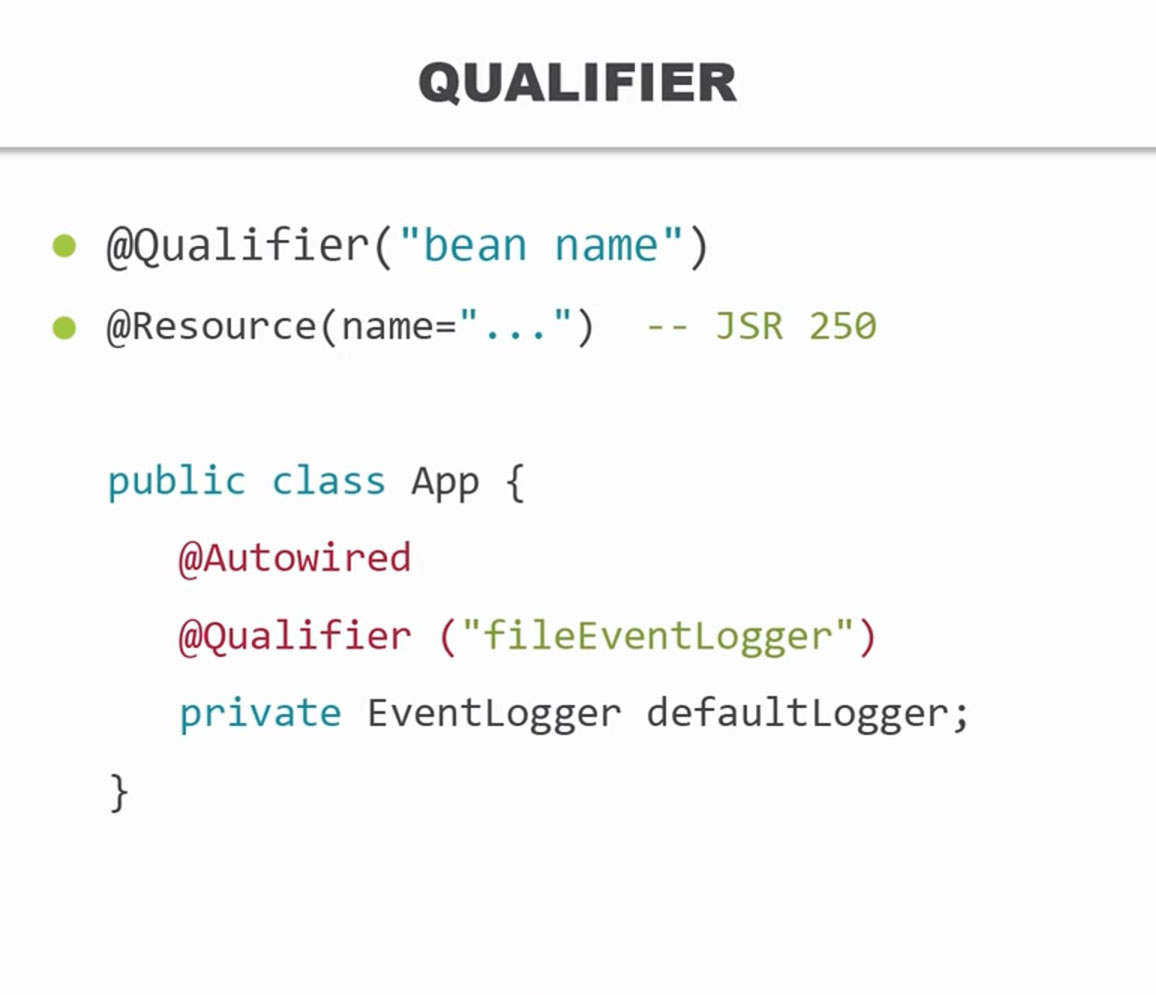 QUALIFIER
@Qualifier("bean name")
@Resource(name="...") -- JSR 250
public class App {
@Autowired
@Qualifier ("fileEventLogger")
private EventLogger defaultLogger;
}